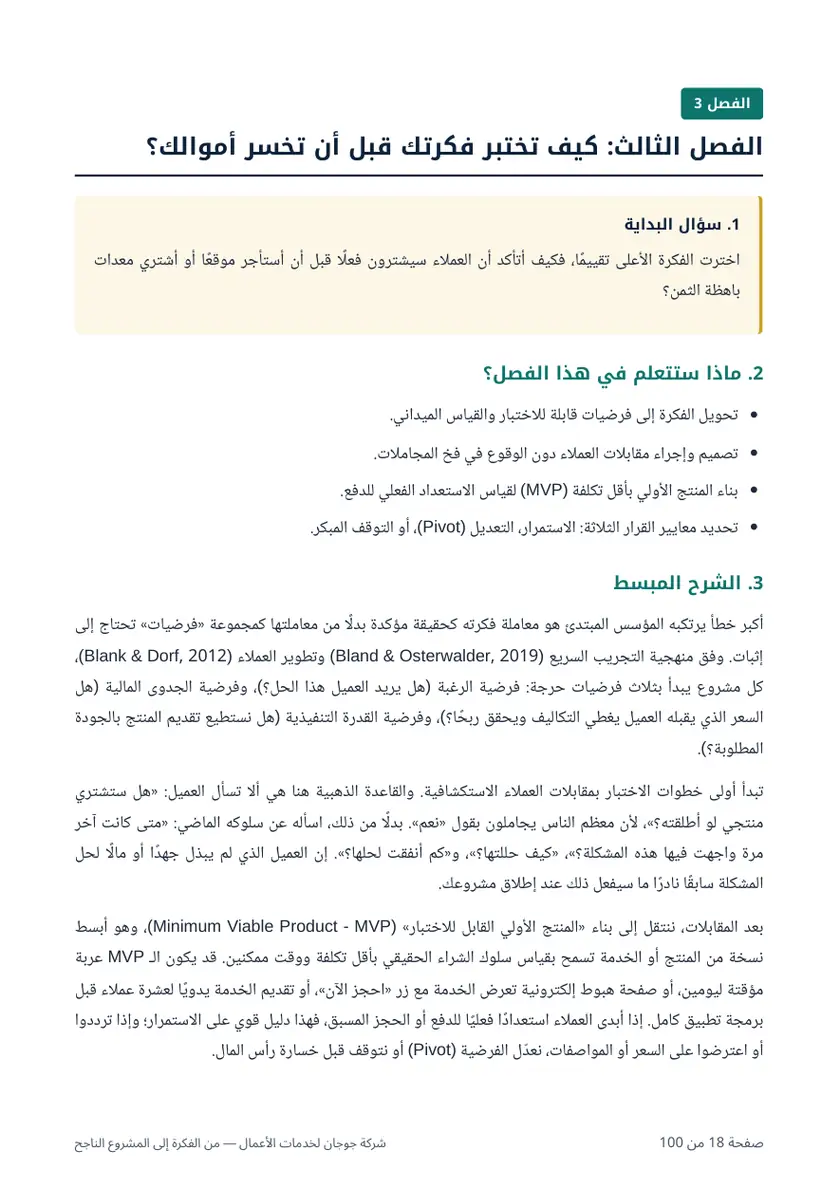 الفصل 3
الفصل الثالث: كيف تختبر فكرتك قبل أن تخسر أموالك؟
1. سؤال البداية
اخترت الفكرة الأعلى تقييمًا، فكيف أتأكد أن العملاء سيشترون فعلًا قبل أن أستأجر موقعًا أو أشتري معدات
باهظة الثمن؟
2. ماذا ستتعلم في هذا الفصل؟
• تحويل الفكرة إلى فرضيات قابلة للاختبار والقياس الميداني.
• تصميم وإجراء مقابلات العملاء دون الوقوع في فخ المجاملات.
• بناء المنتج الأولي بأقل تكلفة (MVP) لقياس الاستعداد الفعلي للدفع.
• تحديد معايير القرار الثلاثة: الاستمرار، التعديل (Pivot)، أو التوقف المبكر.
3. الشرح المبسط
أكبر خطأ يرتكبه المؤسس المبتدئ هو معاملة فكرته كحقيقة مؤكدة بدلًا من معاملتها كمجموعة «فرضيات» تحتاج إلى
إثبات. وفق منهجية التجريب السريع (Bland & Osterwalder, 2019) وتطوير العملاء (Blank & Dorf, 2012)،
كل مشروع يبدأ بثلاث فرضيات حرجة: فرضية الرغبة (هل يريد العميل هذا الحل؟)، وفرضية الجدوى المالية (هل
السعر الذي يقبله العميل يغطي التكاليف ويحقق ربحًا؟)، وفرضية القدرة التنفيذية (هل نستطيع تقديم المنتج بالجودة
المطلوبة؟).
تبدأ أولى خطوات الاختبار بمقابلات العملاء الاستكشافية. والقاعدة الذهبية هنا هي ألا تسأل العميل: «هل ستشتري
منتجي لو أطلقته؟»، لأن معظم الناس يجاملون بقول «نعم». بدلًا من ذلك، اسأله عن سلوكه الماضي: «متى كانت آخر
مرة واجهت فيها هذه المشكلة؟»، «كيف حللتها؟»، و«كم أنفقت لحلها؟». إن العميل الذي لم يبذل جهدًا أو مالًا لحل
المشكلة سابقًا نادرًا ما سيفعل ذلك عند إطلاق مشروعك.
بعد المقابلات، ننتقل إلى بناء «المنتج الأولي القابل للاختبار» (Minimum Viable Product - MVP)، وهو أبسط
نسخة من المنتج أو الخدمة تسمح بقياس سلوك الشراء الحقيقي بأقل تكلفة ووقت ممكنين. قد يكون الـ MVP عربة
مؤقتة ليومين، أو صفحة هبوط إلكترونية تعرض الخدمة مع زر «احجز الآن»، أو تقديم الخدمة يدويًا لعشرة عملاء قبل
برمجة تطبيق كامل. إذا أبدى العملاء استعدادًا فعليًا للدفع أو الحجز المسبق، فهذا دليل قوي على الاستمرار؛ وإذا ترددوا
أو اعترضوا على السعر أو المواصفات، نعدّل الفرضية (Pivot) أو نتوقف قبل خسارة رأس المال.
صفحة 18 من 100
شركة جوجان لخدمات الأعمال — من الفكرة إلى المشروع الناجح